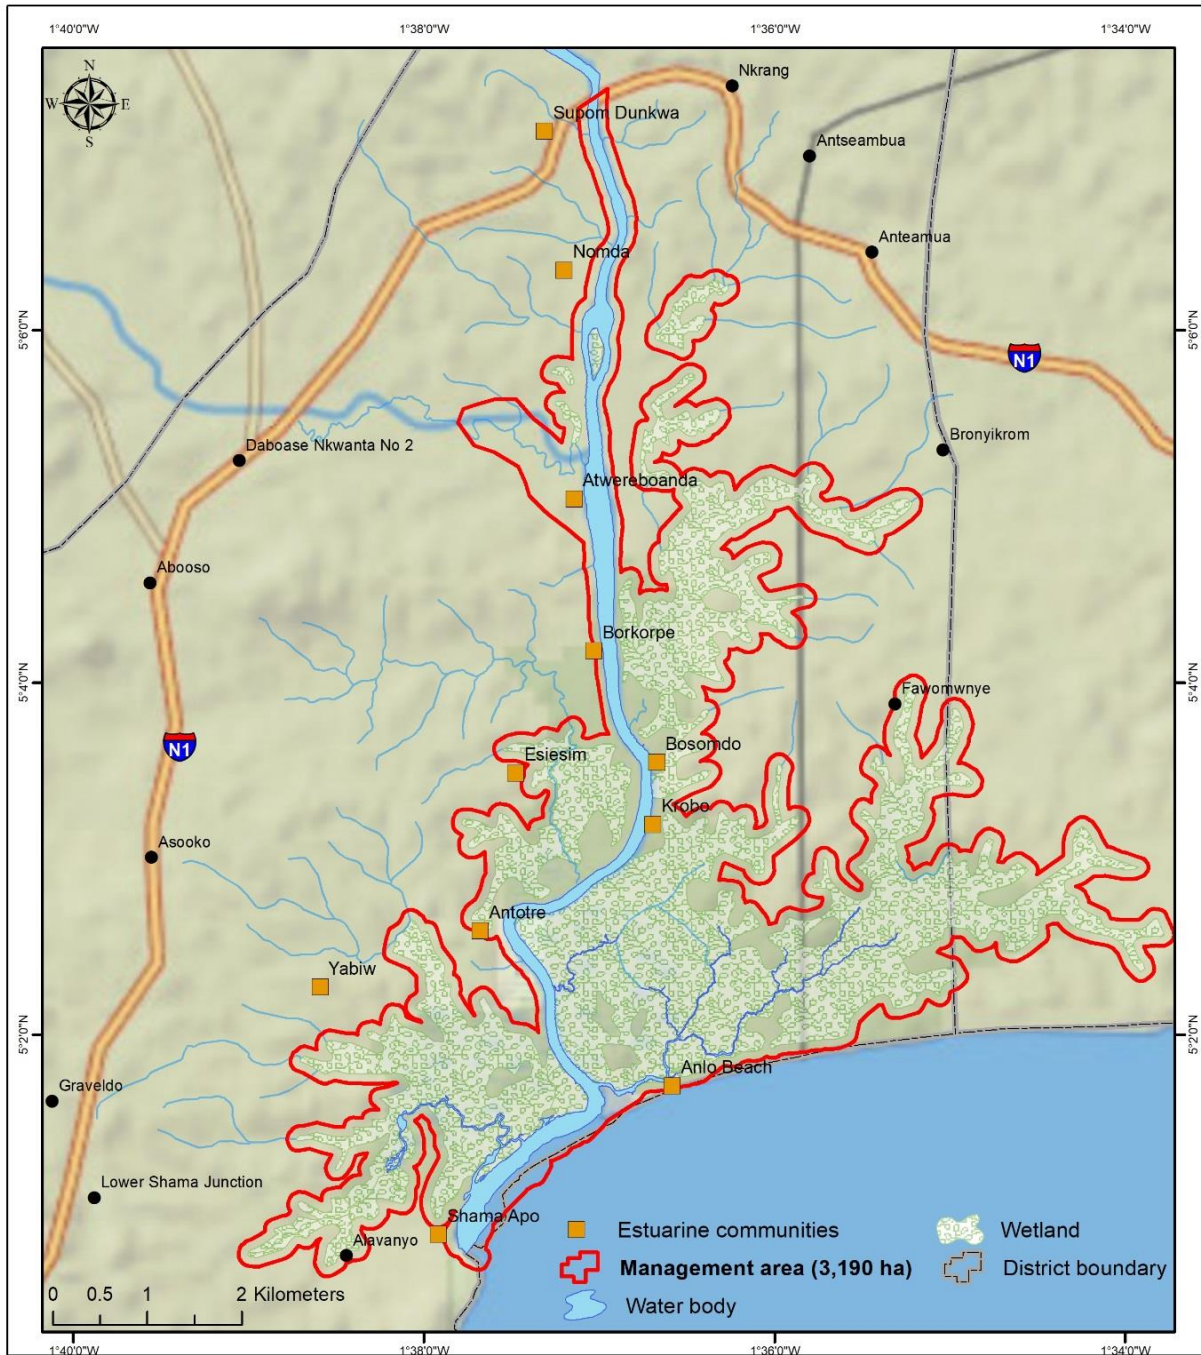 1°40'0"W
1°38'0"W
1°36'0"W
1°34'0"W
N
W
E
S
Nkrang
Supom Dunkwa
Antseambua
Anteamua
Nomda
5°6'0"N
5°6'0"N
N1
Daboase Nkwanta No 2
Bronyikrom
Atwereboanda
Abooso
Borkorpe
5°4'0"N
5°4'0"N
Fawomwnye
N1
Esiesim
Bosomdo
Krobo
Asooko
Antotre
Yabiw
5°2'0"N
5°2'0"N
Anlo Beach
Graveldo
Lower Shama Junction
Shama Apo
Alavanyo
Estuarine communities
Wetland
Management area (3,190 ha)
District boundary
Water body
0 0.5 1 2 Kilometers
1°40'0"W
1°38'0"W
1°36'0"W
1°34'0"W